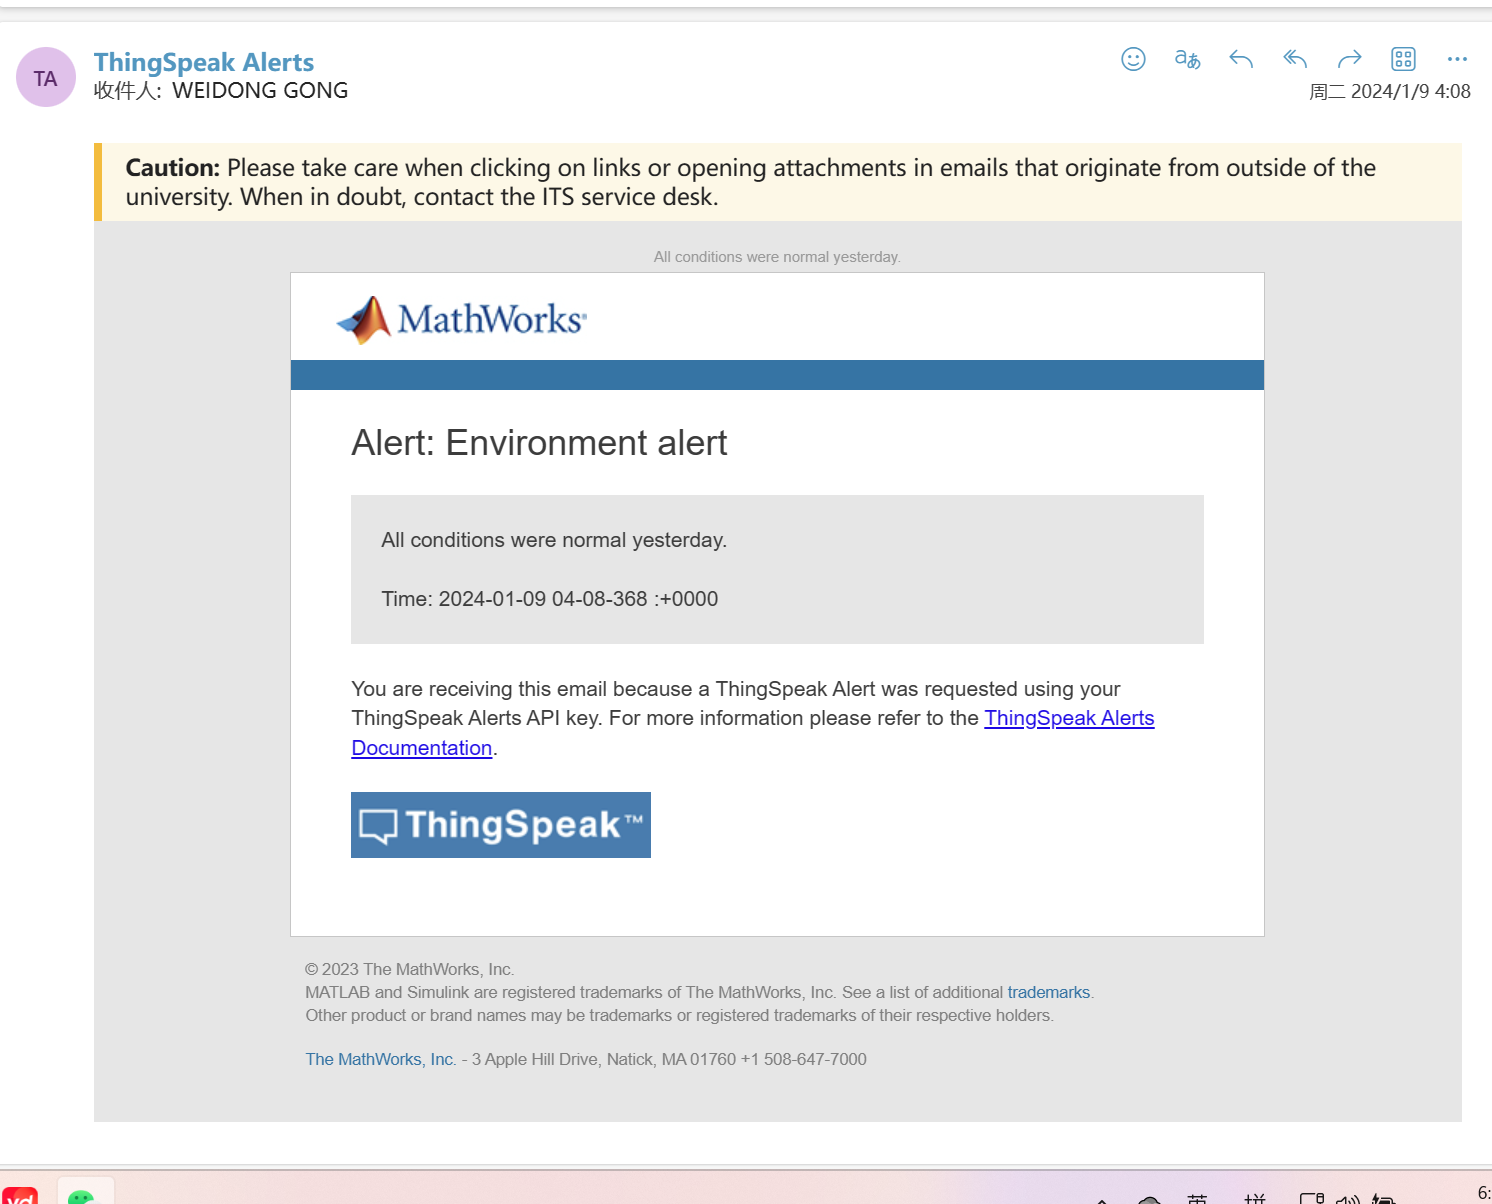 TA
ThingSpeak Alerts
收件人: WEIDONG GONG
aあ
周二 2024/1/9 4:08
Caution: Please take care when clicking on links or opening attachments in emails that originate from outside of the
university. When in doubt, contact the ITS service desk.
All conditions were normal yesterday.
MathWorks®
Alert: Environment alert
All conditions were normal yesterday.
Time: 2024-01-09 04-08-368 :+0000
You are receiving this email because a ThingSpeak Alert was requested using your
ThingSpeak Alerts API key. For more information please refer to the ThingSpeak Alerts
Documentation.
ThingSpeak™
© 2023 The MathWorks, Inc.
MATLAB and Simulink are registered trademarks of The MathWorks, Inc. See a list of additional trademarks.
Other product or brand names may be trademarks or registered trademarks of their respective holders.
The MathWorks, Inc. - 3 Apple Hill Drive, Natick, MA 01760 +1 508-647-7000